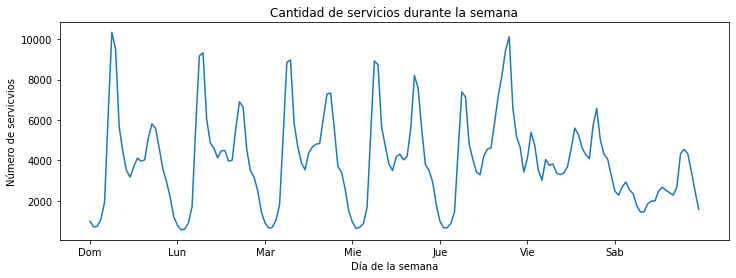 Cantidad de servicios durante la semana
Número de servicvios
10000
8000
6000
4000
2000
Dom Lun Mar Mie Jue Vie Sab
Día de la semana